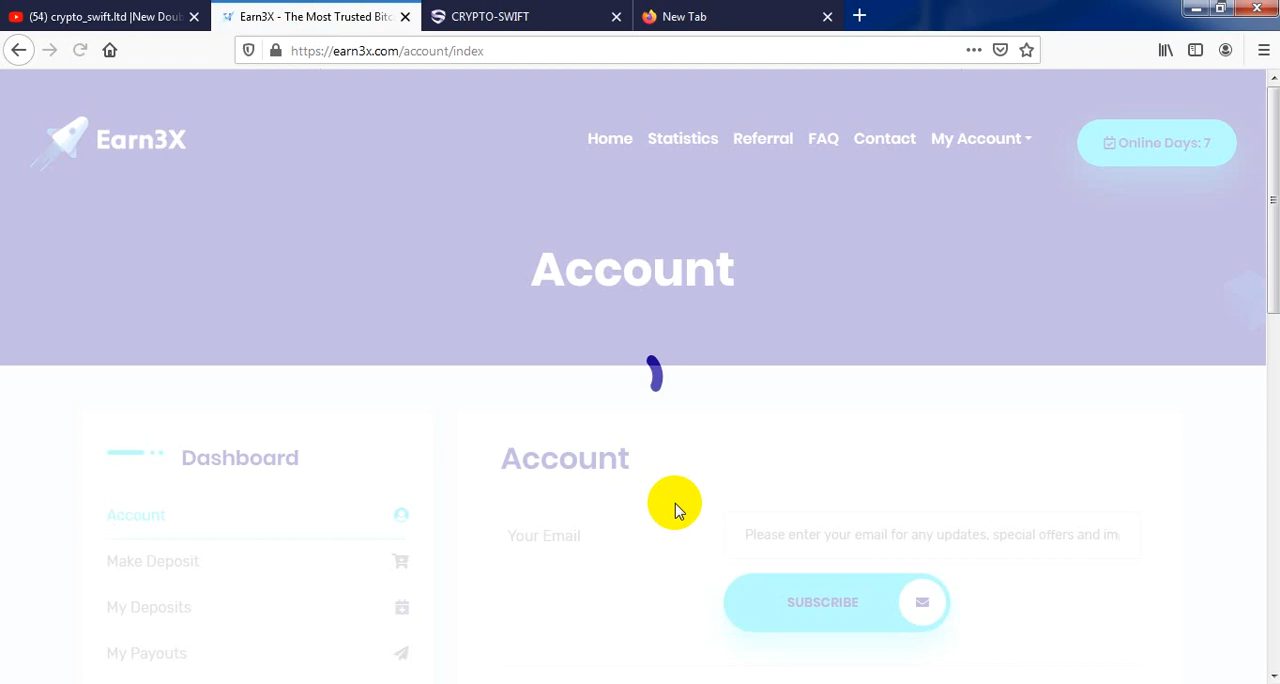 (54) crypto_swift.ltd |New Doub
Earn3X - The Most Trusted Bitc
CRYPTO-SWIFT
New Tab
https://earn3x.com/account/index
Earn3X
Home
Statistics
Referral
FAQ
Contact
My Account
Online Days: 7
Account
Dashboard
Account
Make Deposit
My Deposits
My Payouts
Account
Your Email
Please enter your email for any updates, special offers and im
SUBSCRIBE